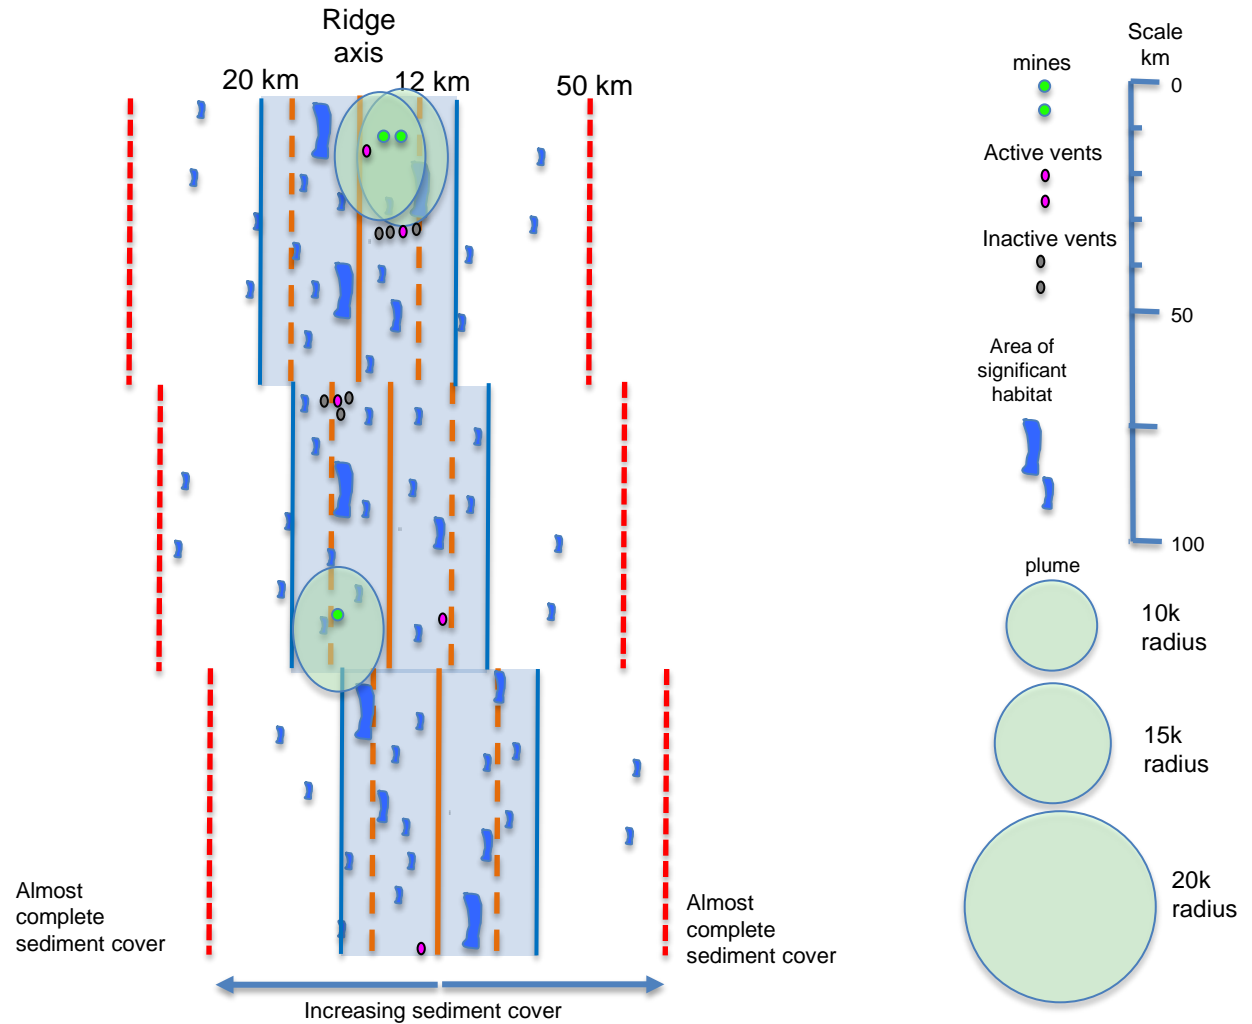 Ridge
axis
20 km
12 km
50 km
Almost
complete
sediment cover
Almost
complete
sediment cover
Increasing sediment cover
mines
Active vents
Inactive vents
Area of
significant
habitat
Scale
km
0
50
100
plume
10k
radius
15k
radius
20k
radius